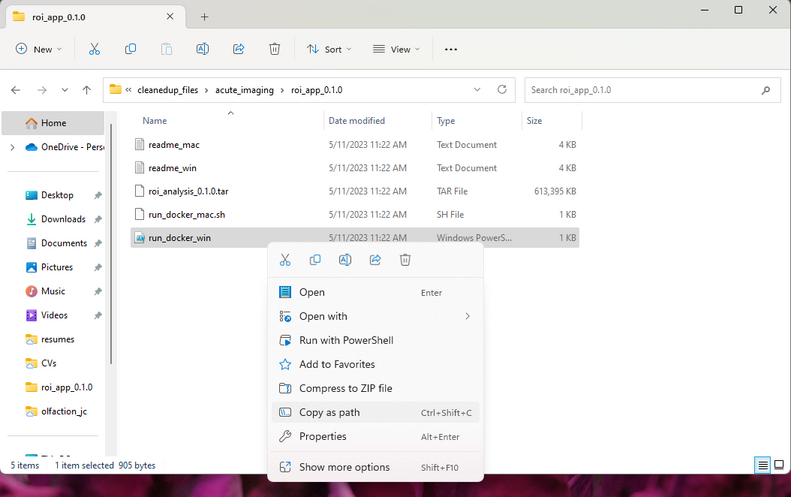 roi_app_0.1.0
New
Sort
View
cleanedup_files
acute_imaging
roi_app_0.1.0
Search roi_app_0.1.0
Home
OneDrive - Perso
Desktop
Downloads
Documents
Pictures
Music
Videos
resumes
CVs
roi_app_0.1.0
olfaction_jc
Name Date modified Type Size
readme_mac 5/11/2023 11:22 AM Text Document 4 KB
readme_win 5/11/2023 11:22 AM Text Document 4 KB
roi_analysis_0.1.0.tar 5/11/2023 11:22 AM TAR File 613,395 KB
run_docker_mac.sh 5/11/2023 11:22 AM SH File 1 KB
run_docker_win 5/11/2023 11:22 AM Windows PowerS... 1 KB
Open Enter
Open with
Run with PowerShell
Add to Favorites
Compress to ZIP file
Copy as path Ctrl+Shift+C
Properties Alt+Enter
Show more options Shift+F10
5 items 1 item selected 905 bytes